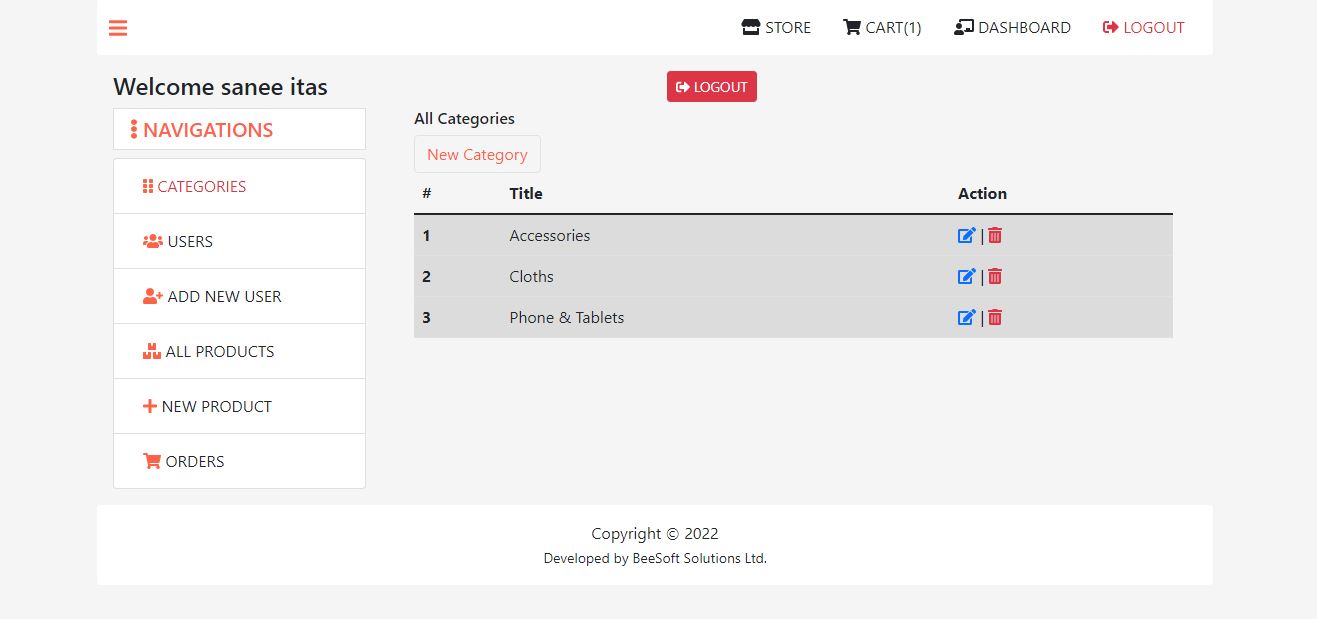 STORE CART(1) DASHBOARD LOGOUT
Welcome sanee itas
LOGOUT
NAVIGATIONS
CATEGORIES
USERS
ADD NEW USER
ALL PRODUCTS
NEW PRODUCT
ORDERS
All Categories
New Category
# Title Action
1 Accessories |
2 Cloths |
3 Phone & Tablets |
Copyright © 2022
Developed by BeeSoft Solutions Ltd.